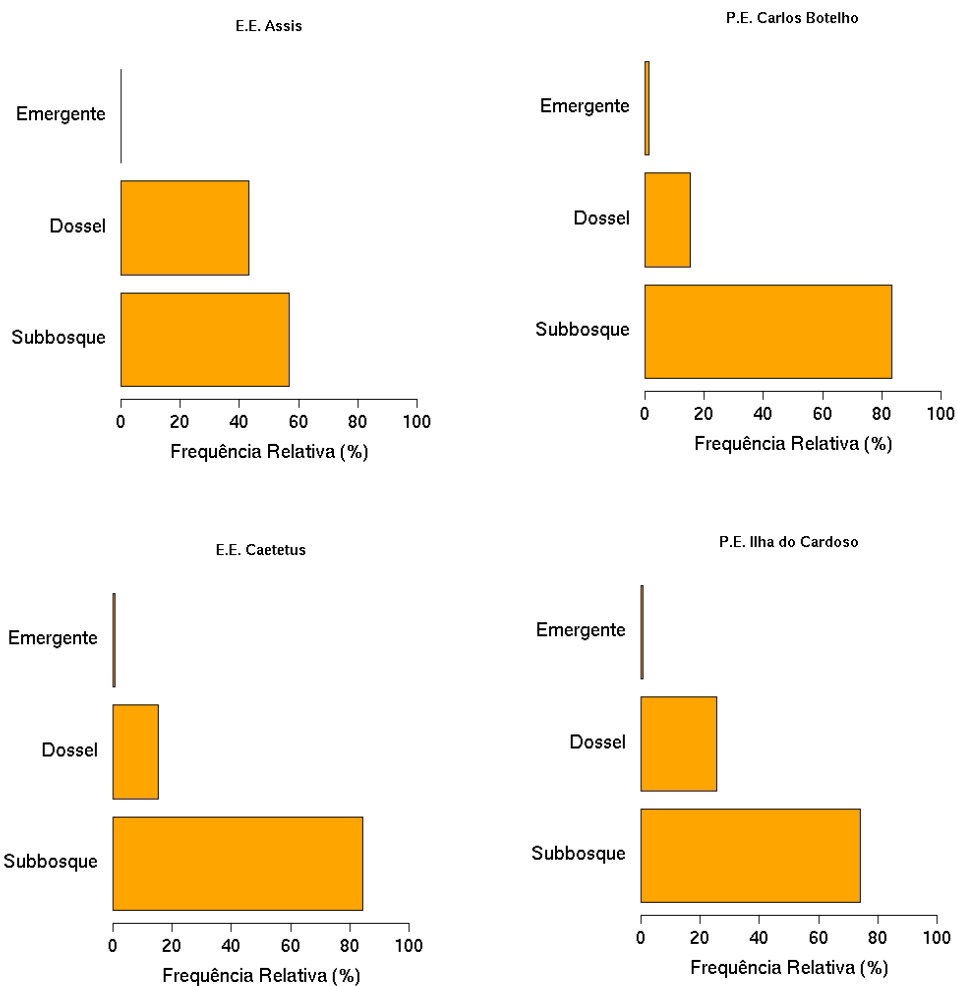 E.E. Assis
Emergente
Dossel
Subbosque
0 20 40 60 80 100
Frequência Relativa (%)
P.E. Carlos Botelho
Emergente
Dossel
Subbosque
0 20 40 60 80 100
Frequência Relativa (%)
E.E. Caetetus
Emergente
Dossel
Subbosque
0 20 40 60 80 100
Frequência Relativa (%)
P.E. Ilha do Cardoso
Emergente
Dossel
Subbosque
0 20 40 60 80 100
Frequência Relativa (%)